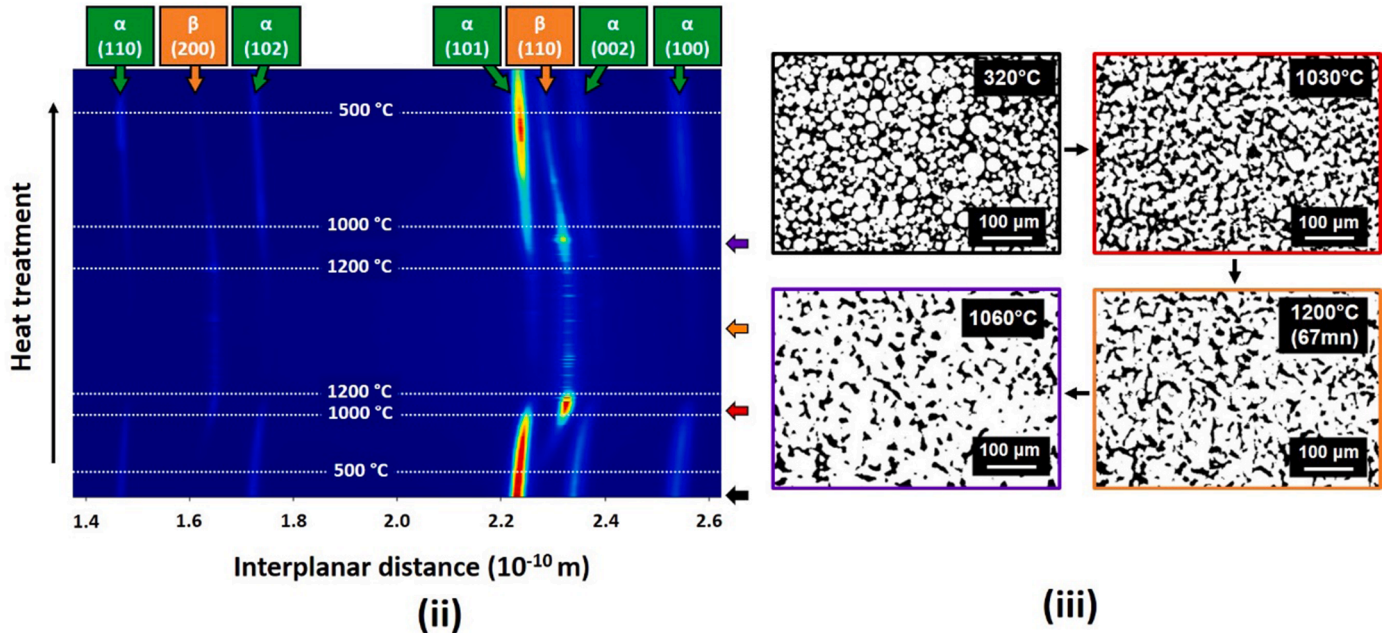 α
(110)
β
(200)
α
(102)
α
(101)
β
(110)
α
(002)
α
(100)
Heat treatment
500 °C
1000 °C
1200 °C
1200 °C
1000°C
500 °C
1.4 1.6 1.8 2.0 2.2 2.4 2.6
Interplanar distance (10⁻¹⁰ m)
(ii)
320°C
100 µm
1030°C
100 µm
1060°C
100 µm
1200°C
(67mn)
100 µm
(iii)